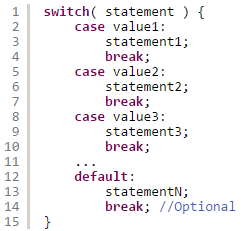 1 switch( statement ) {
2 case value1:
3 statement1;
4 break;
5 case value2:
6 statement2;
7 break;
8 case value3:
9 statement3;
10 break;
11 ...
12 default:
13 statementN;
14 break; //Optional
15 }